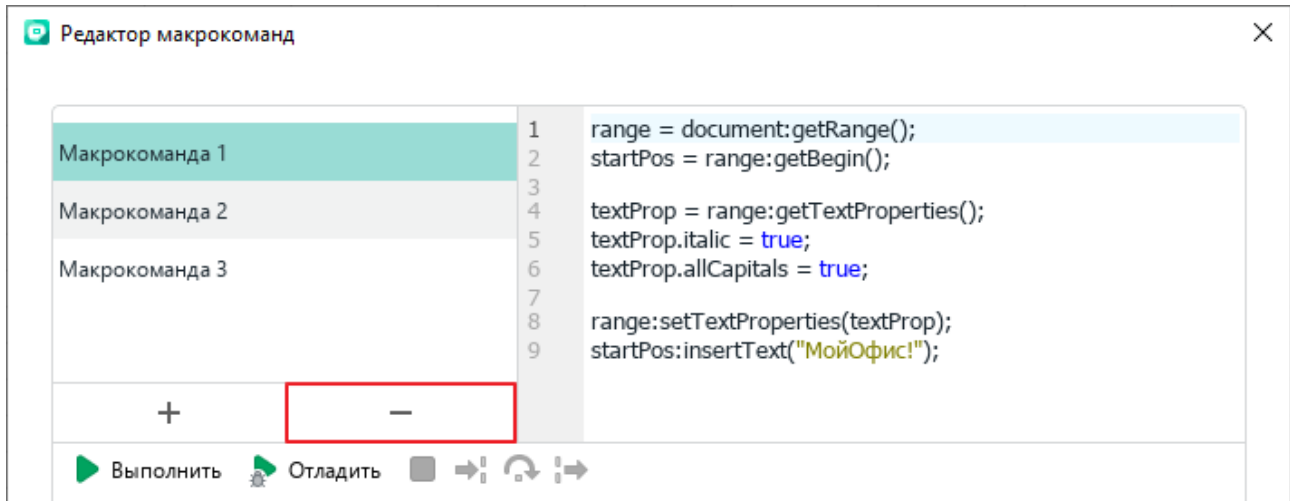 Редактор макрокоманд
Макрокоманда 1
Макрокоманда 2
Макрокоманда 3
+ −
1 range = document:getRange();
2 startPos = range:getBegin();
3
4 textProp = range:getTextProperties();
5 textProp.italic = true;
6 textProp.allCapitals = true;
7
8 range:setTextProperties(textProp);
9 startPos:insertText("МойОфис!");
Выполнить Отладить